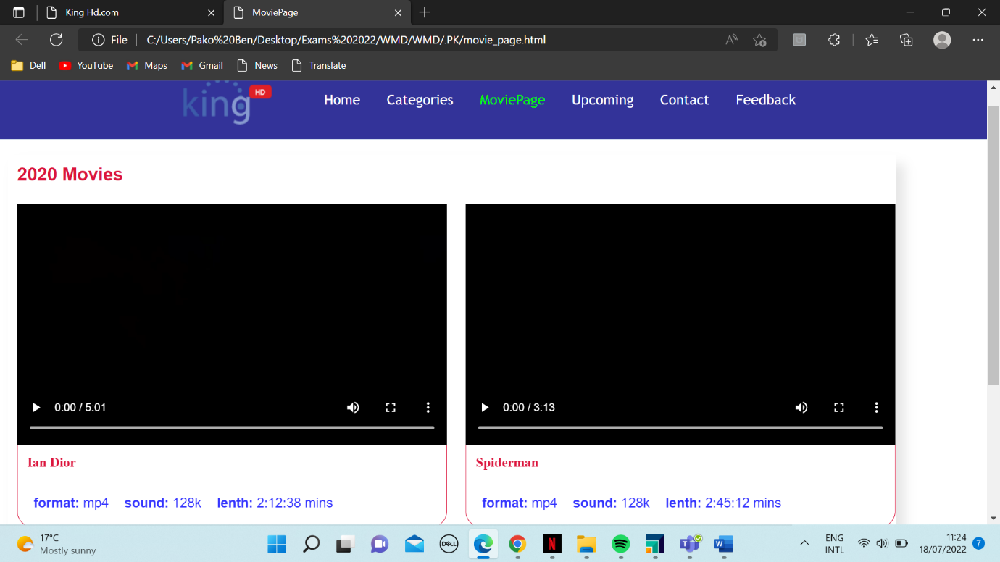 King Hd.com
MoviePage
File
C:/Users/Pako%20Ben/Desktop/Exams%202022/WMD/WMD/.PK/movie_page.html
Dell YouTube Maps Gmail News Translate
king HD
Home Categories MoviePage Upcoming Contact Feedback
2020 Movies
0:00 / 5:01
0:00 / 3:13
Ian Dior
Spiderman
format: mp4 sound: 128k lenth: 2:12:38 mins
format: mp4 sound: 128k lenth: 2:45:12 mins
17°C
Mostly sunny
DELL
N
T
W
ENG
INTL
11:24
18/07/2022
7